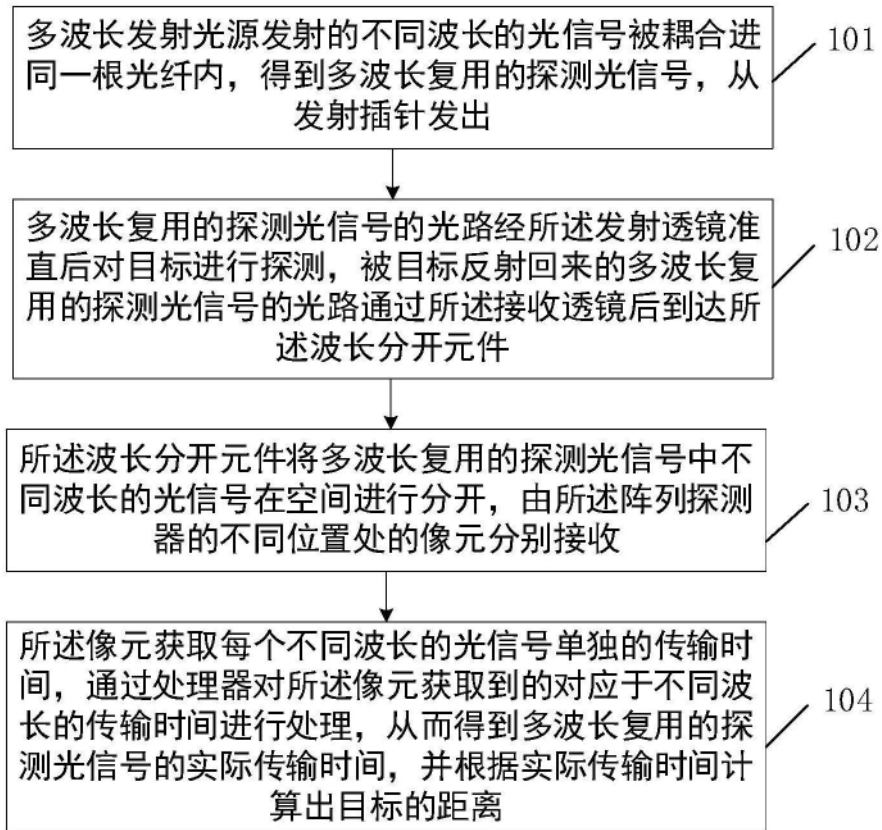 多波长发射光源发射的不同波长的光信号被耦合进
同一根光纤内，得到多波长复用的探测光信号，从
发射插针发出
101
多波长复用的探测光信号的光路经所述发射透镜准
直后对目标进行探测，被目标反射回来的多波长复
用的探测光信号的光路通过所述接收透镜后到达所
述波长分开元件
102
所述波长分开元件将多波长复用的探测光信号中不
同波长的光信号在空间进行分开，由所述阵列探测
器的不同位置处的像元分别接收
103
所述像元获取每个不同波长的光信号单独的传输时
间，通过处理器对所述像元获取到的对应于不同波
长的传输时间进行处理，从而得到多波长复用的探
测光信号的实际传输时间，并根据实际传输时间计
算出目标的距离
104